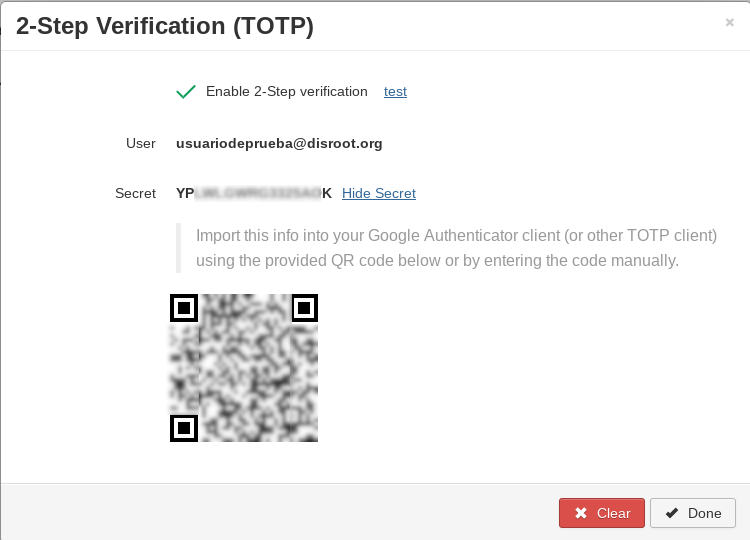 2-Step Verification (TOTP)
Enable 2-Step verification test
User usuariodeprueba@disroot.org
Secret YP K Hide Secret
Import this info into your Google Authenticator client (or other TOTP client)
using the provided QR code below or by entering the code manually.
Clear Done